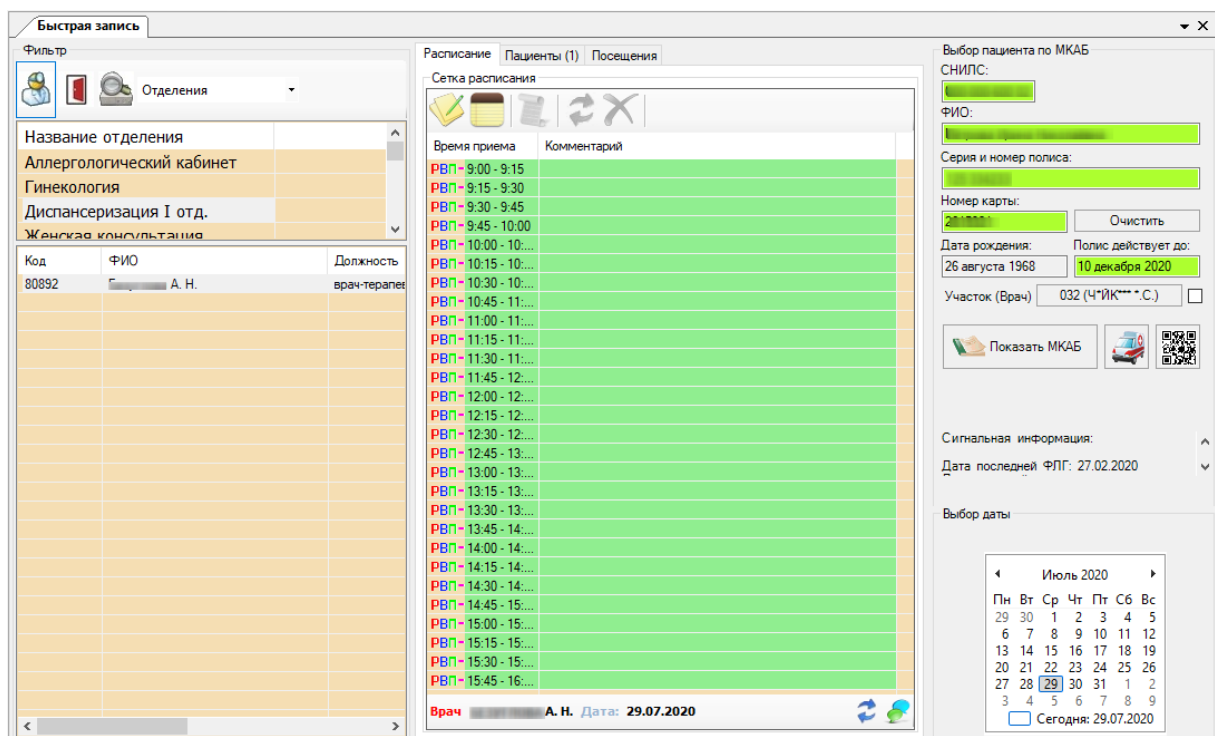 Быстрая запись
Фильтр
Отделения
Название отделения
Аллергологический кабинет
Гинекология
Диспансеризация I отд.
Женская консультация
Код ФИО Должность
80892 А. Н. врач-терапев
Расписание Пациенты (1) Посещения
Сетка расписания
Время приема Комментарий
РВП- 9:00 - 9:15
РВП- 9:15 - 9:30
РВП- 9:30 - 9:45
РВП- 9:45 - 10:00
РВП- 10:00 - 10:...
РВП- 10:15 - 10:...
РВП- 10:30 - 10:...
РВП- 10:45 - 11:...
РВП- 11:00 - 11:...
РВП- 11:15 - 11:...
РВП- 11:30 - 11:...
РВП- 11:45 - 12:...
РВП- 12:00 - 12:...
РВП- 12:15 - 12:...
РВП- 12:30 - 12:...
РВП- 12:45 - 13:...
РВП- 13:00 - 13:...
РВП- 13:15 - 13:...
РВП- 13:30 - 13:...
РВП- 13:45 - 14:...
РВП- 14:00 - 14:...
РВП- 14:15 - 14:...
РВП- 14:30 - 14:...
РВП- 14:45 - 15:...
РВП- 15:00 - 15:...
РВП- 15:15 - 15:...
РВП- 15:30 - 15:...
РВП- 15:45 - 16:...
Врач А. Н. Дата: 29.07.2020
Выбор пациента по МКАБ
СНИЛС:
ФИО:
Серия и номер полиса:
Номер карты:
Очистить
Дата рождения: Полис действует до:
26 августа 1968 10 декабря 2020
Участок (Врач) 032 (Ч*ЙК*** *.С.)
Показать МКАБ
Сигнальная информация:
Дата последней ФЛГ: 27.02.2020
Выбор даты
Июль 2020
Пн Вт Ср Чт Пт Сб Вс
29 30 1 2 3 4 5
6 7 8 9 10 11 12
13 14 15 16 17 18 19
20 21 22 23 24 25 26
27 28 29 30 31 1 2
3 4 5 6 7 8 9
Сегодня: 29.07.2020